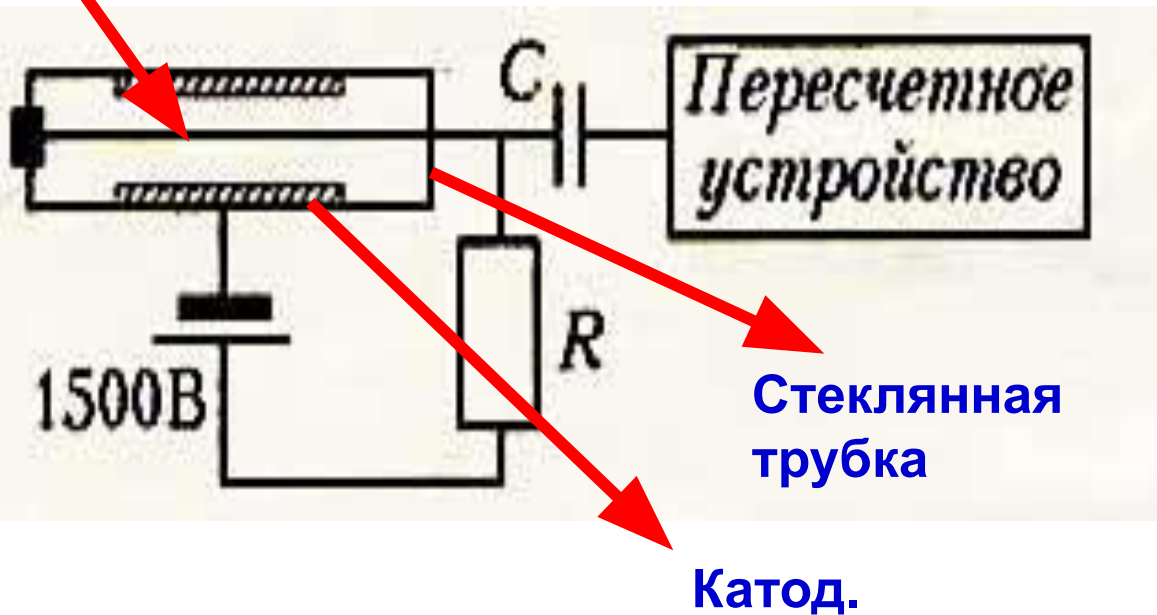 C
Пересчетное
устройство
R
1500В
Стеклянная
трубка
Катод.